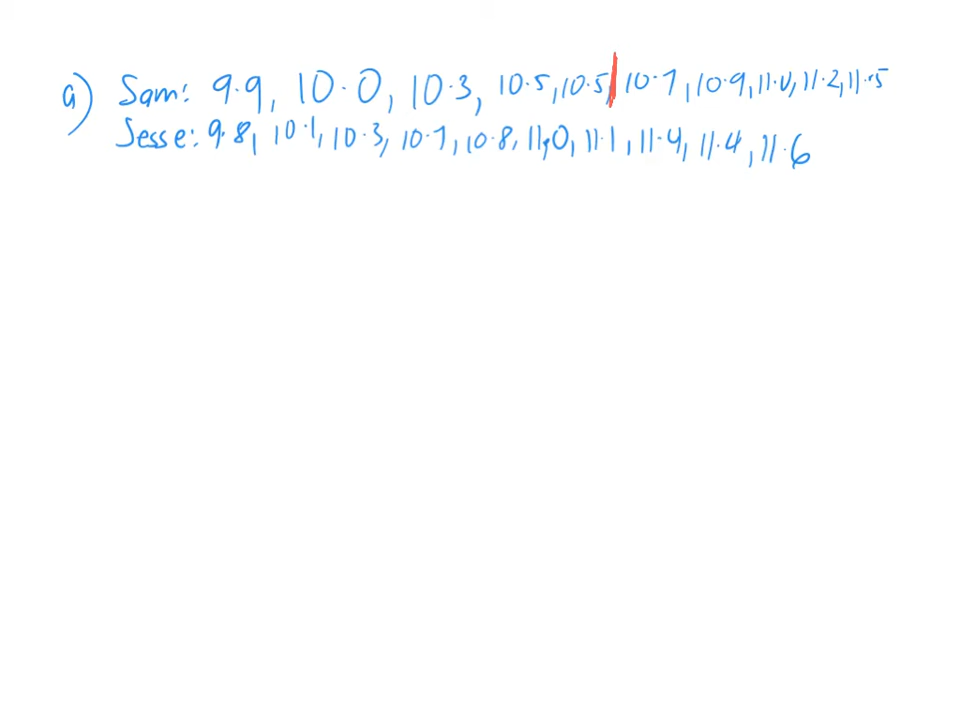 a) Sam: 9.9, 10.0, 10.3, 10.5, 10.5, 10.7, 10.9, 11.0, 11.2, 11.5
Jesse: 9.8, 10.1, 10.3, 10.7, 10.8, 11.0, 11.1, 11.4, 11.4, 11.6